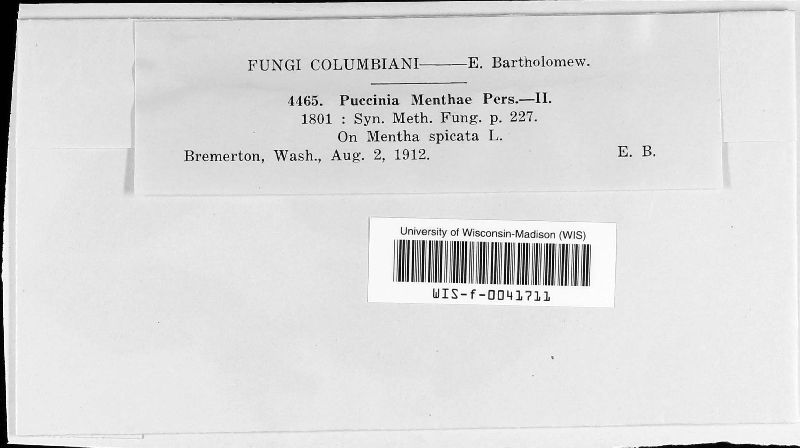 FUNGI COLUMBIANI——E. Bartholomew.
4465. Puccinia Menthae Pers.—II.
1801 : Syn. Meth. Fung. p. 227.
On Mentha spicata L.
Bremerton, Wash., Aug. 2, 1912. E. B.
University of Wisconsin-Madison (WIS)
WIS-f-0041711